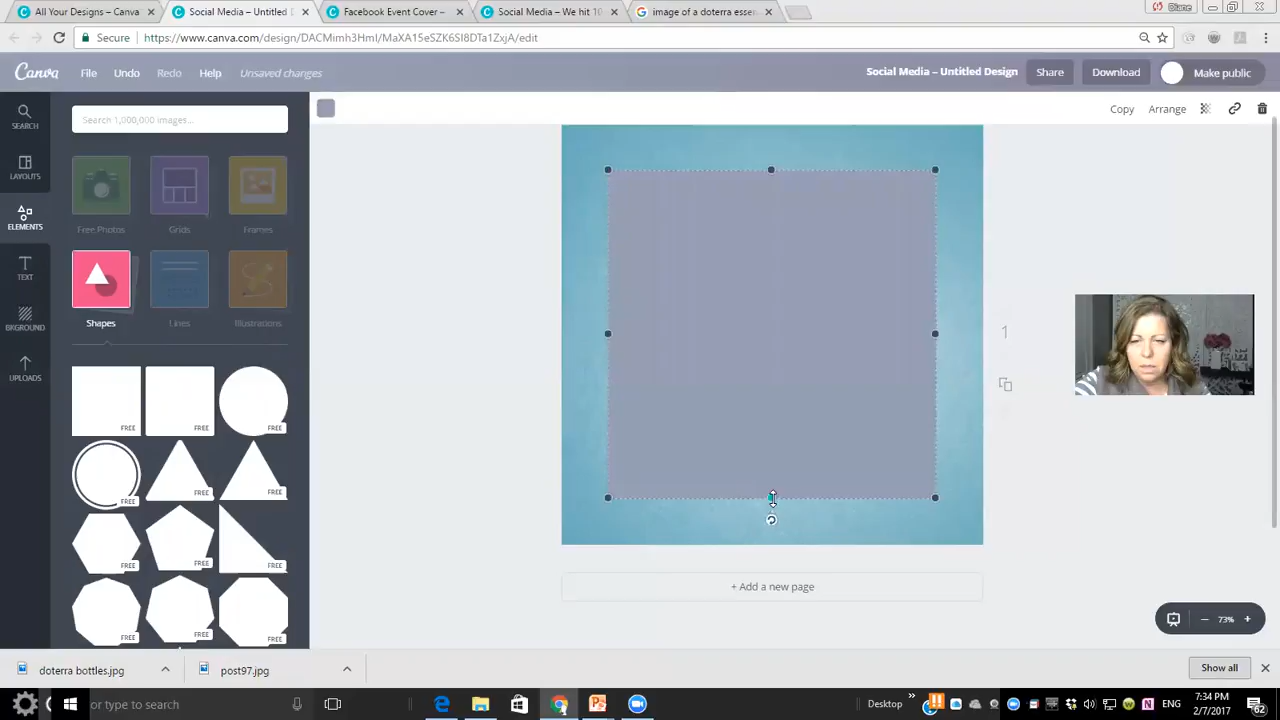 All Your Designs – Canva
Social Media – Untitled D
Facebook Event Cover –
Social Media – We hit 10
image of a doterra esse
Diane
Secure
https://www.canva.com/design/DACMimh3HmI/MaXA15eSZK6SI8DTa1ZxjA/edit
Canva
File
Undo
Redo
Help
Unsaved changes
Social Media – Untitled Design
Share
Download
Make public
Search 1,000,000 images...
Copy
Arrange
SEARCH
LAYOUTS
ELEMENTS
TEXT
BKGROUND
UPLOADS
Free Photos
Grids
Frames
Shapes
Lines
Illustrations
FREE
FREE
FREE
FREE
FREE
FREE
FREE
FREE
FREE
FREE
FREE
FREE
1
+ Add a new page
73%
doterra bottles.jpg
post97.jpg
Show all
or type to search
Desktop
ENG
7:34 PM
2/7/2017
62